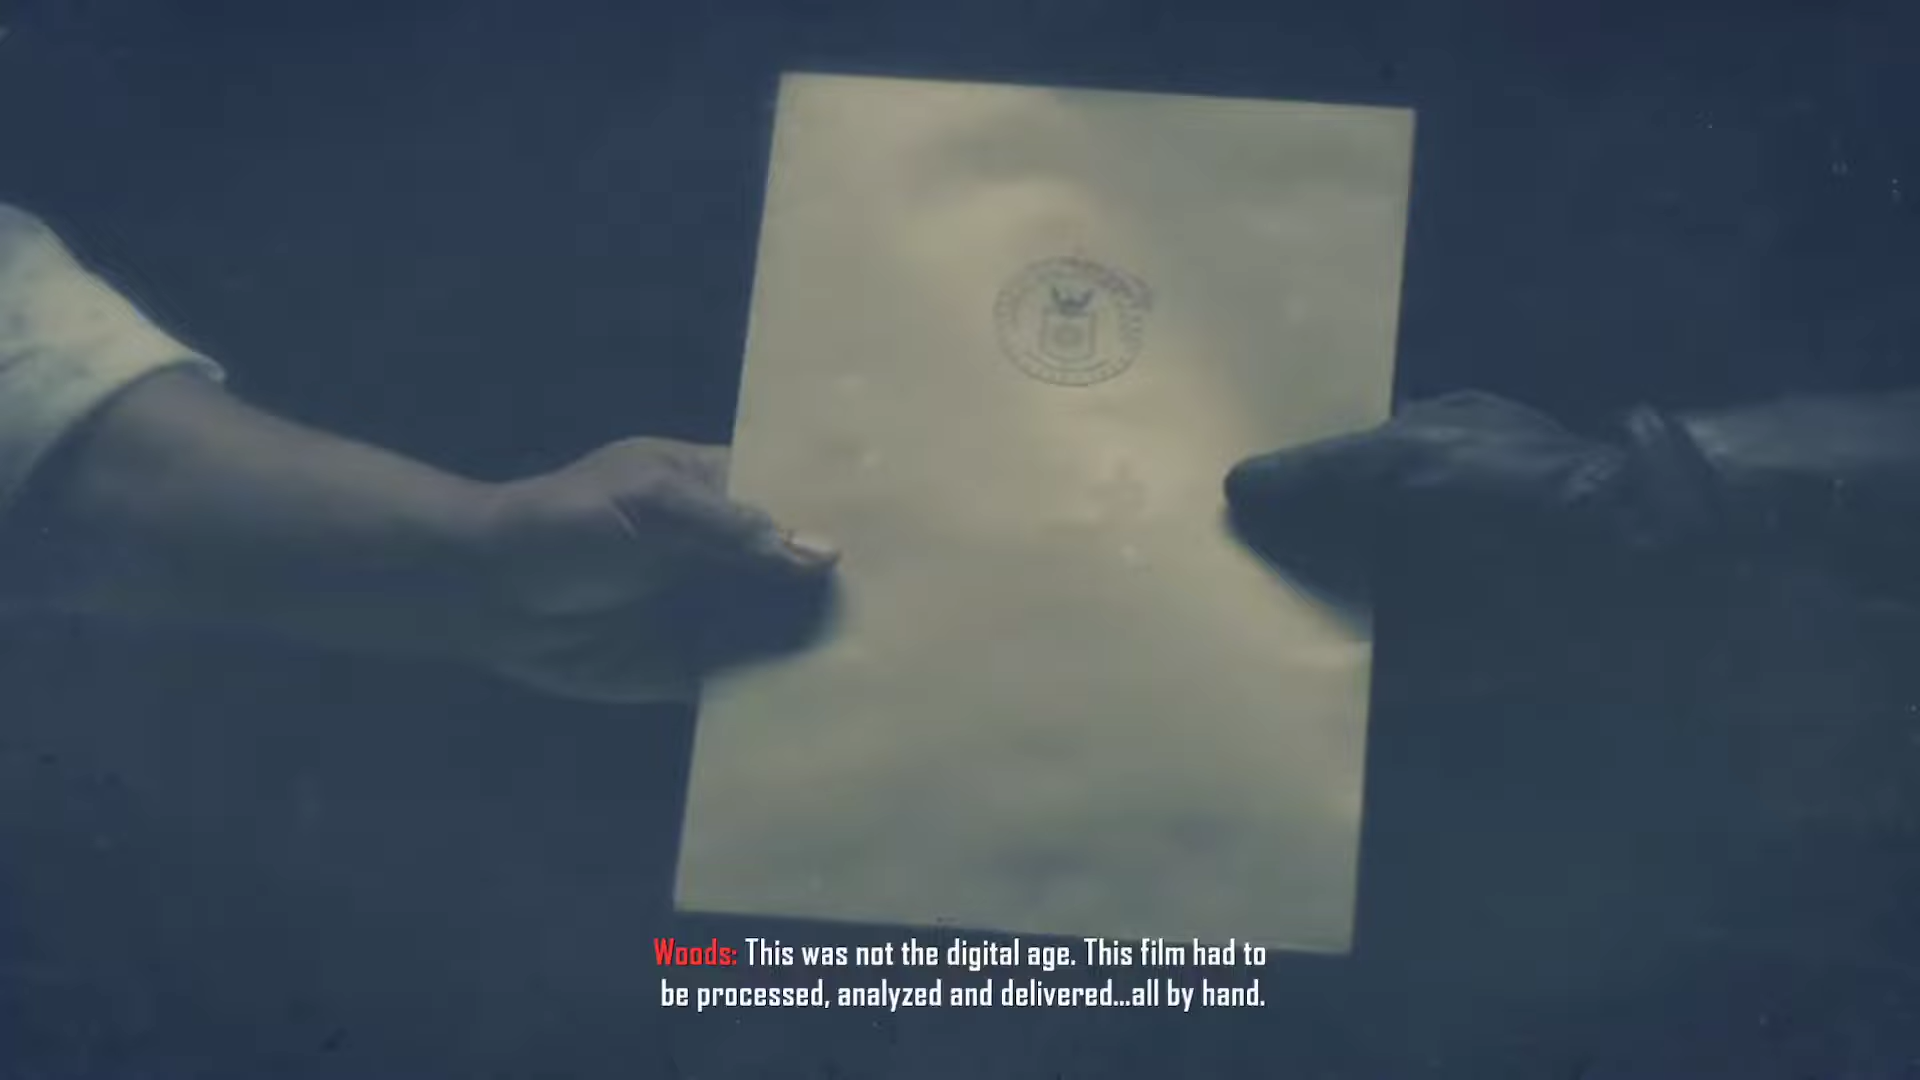 Woods: This was not the digital age. This film had to
be processed, analyzed and delivered...all by hand.